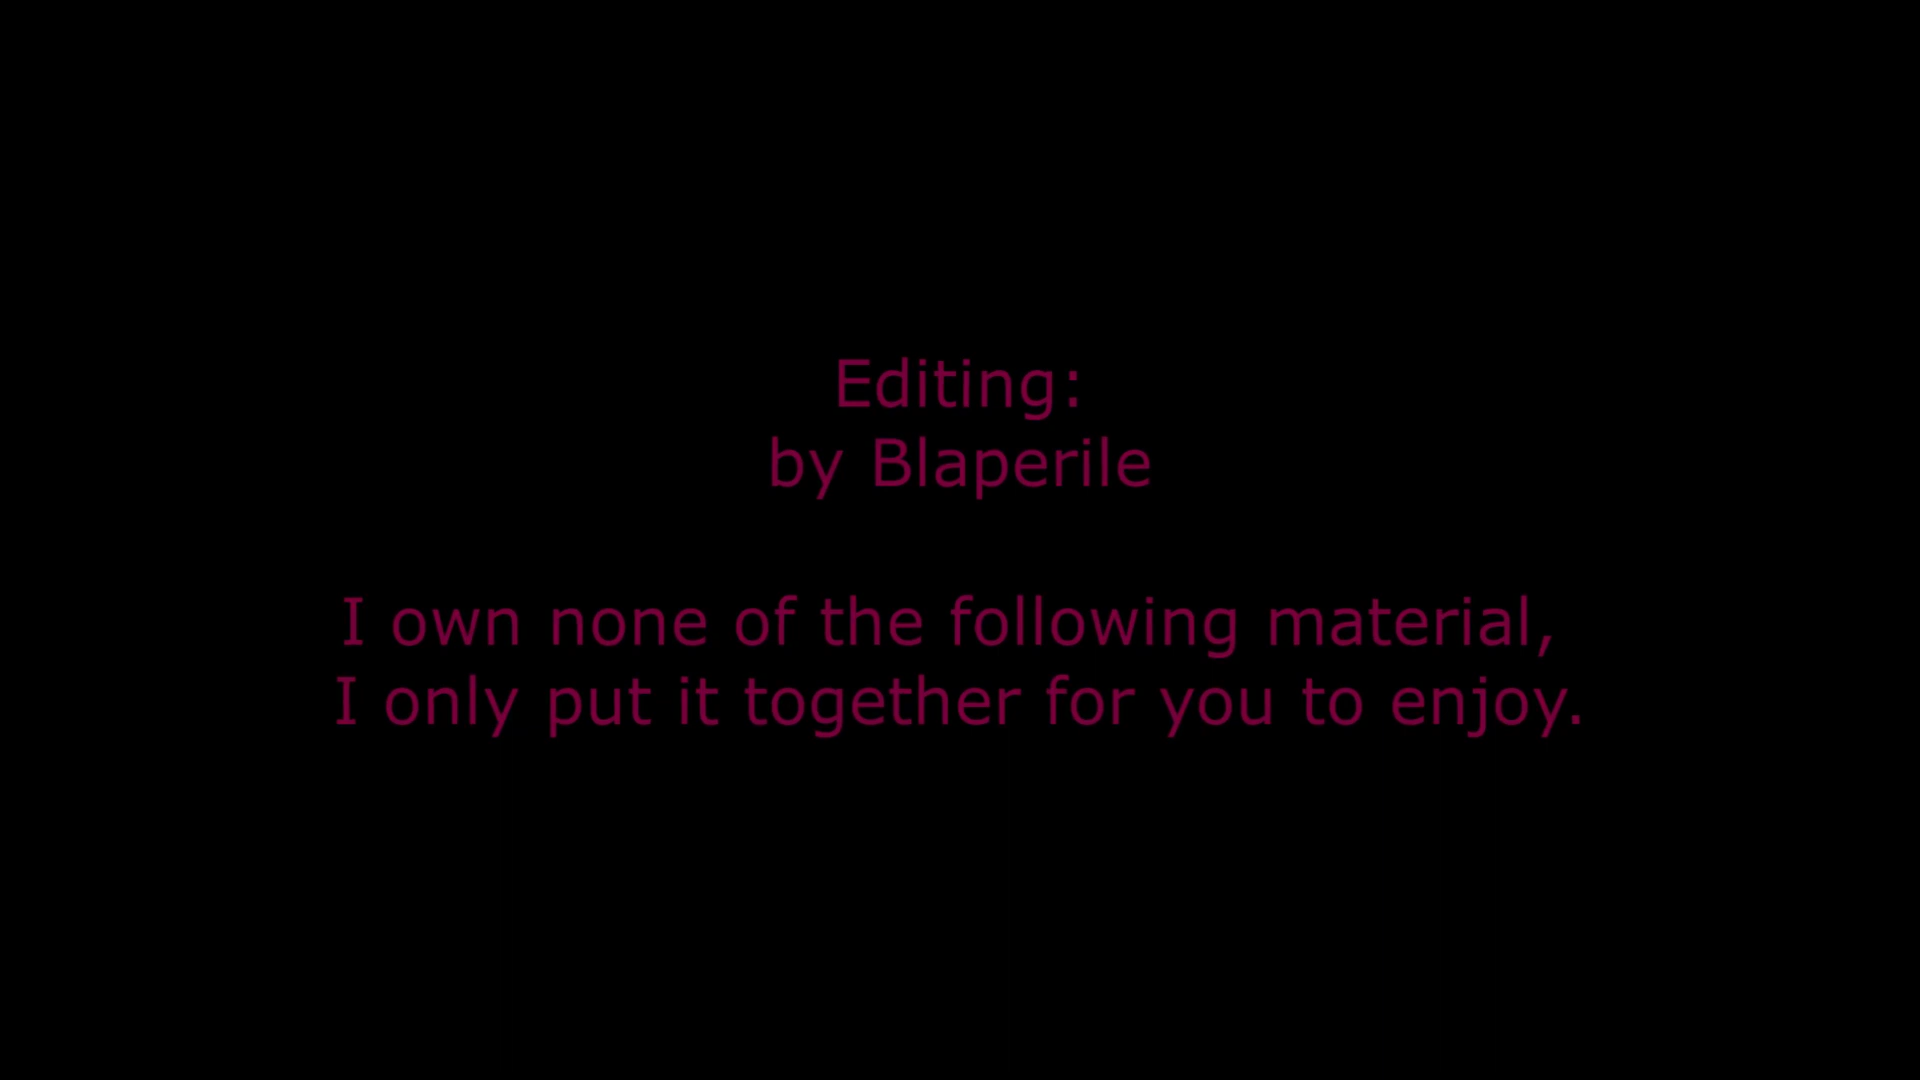 Editing:
by Blaperile
I own none of the following material,
I only put it together for you to enjoy.